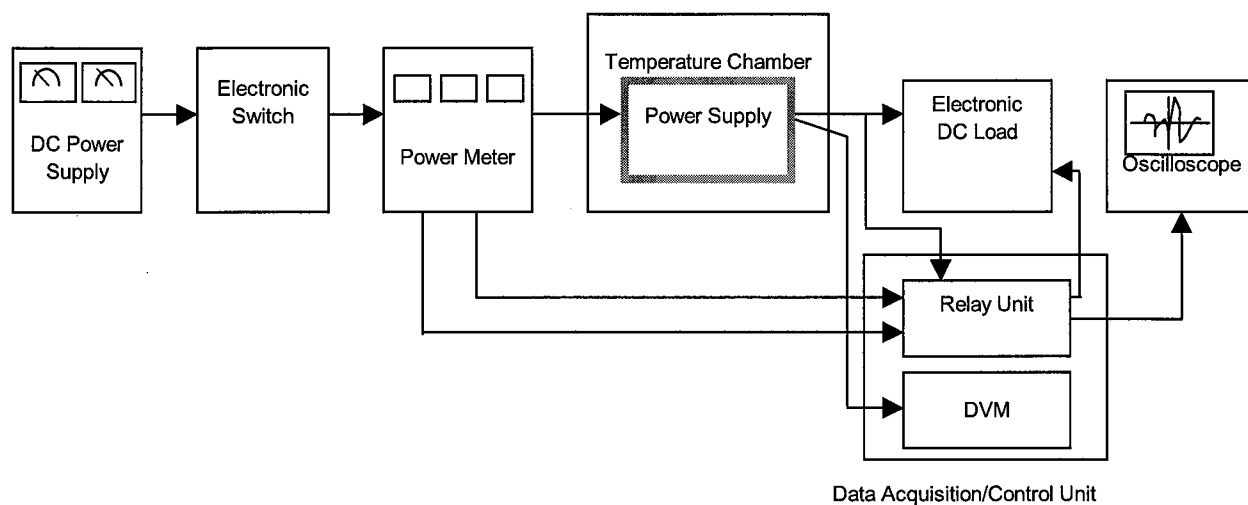 DC Power
Supply
Electronic
Switch
Power Meter
Temperature Chamber
Power Supply
Electronic
DC Load
Oscilloscope
Relay Unit
DVM
Data Acquisition/Control Unit